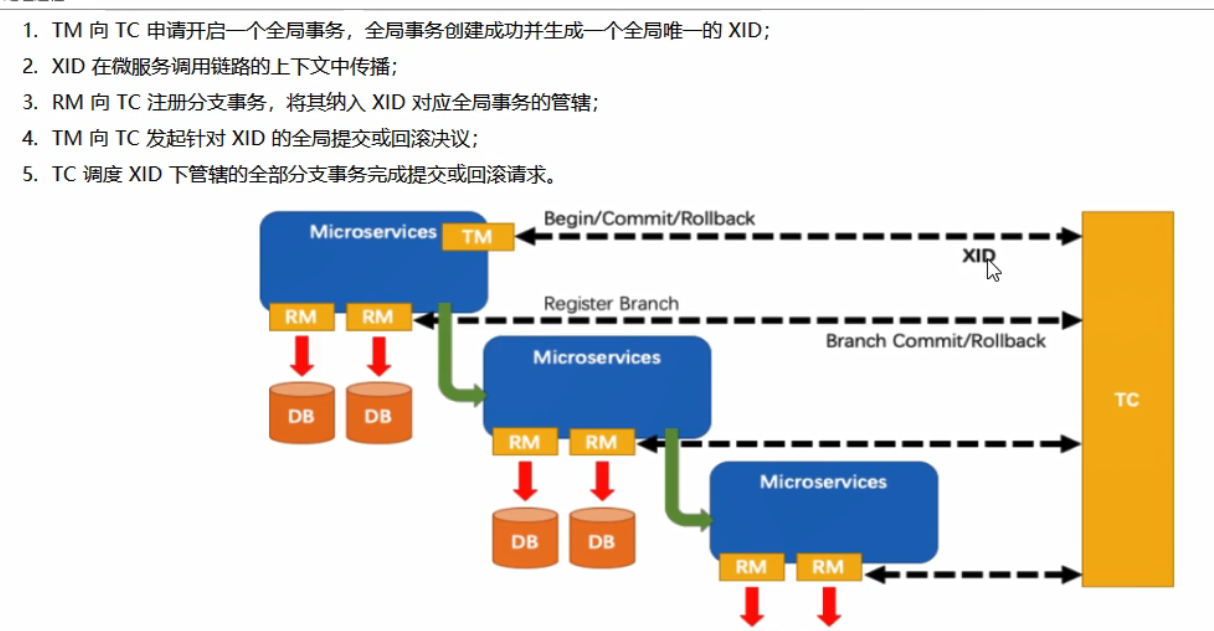 1. TM 向 TC 申请开启一个全局事务，全局事务创建成功并生成一个全局唯一的 XID；
2. XID 在微服务调用链路的上下文中传播；
3. RM 向 TC 注册分支事务，将其纳入 XID 对应全局事务的管辖；
4. TM 向 TC 发起针对 XID 的全局提交或回滚决议；
5. TC 调度 XID 下管辖的全部分支事务完成提交或回滚请求。
Begin/Commit/Rollback
Microservices
TM
XID
Register Branch
RM
RM
Branch Commit/Rollback
Microservices
TC
DB
DB
RM
RM
Microservices
DB
DB
RM
RM